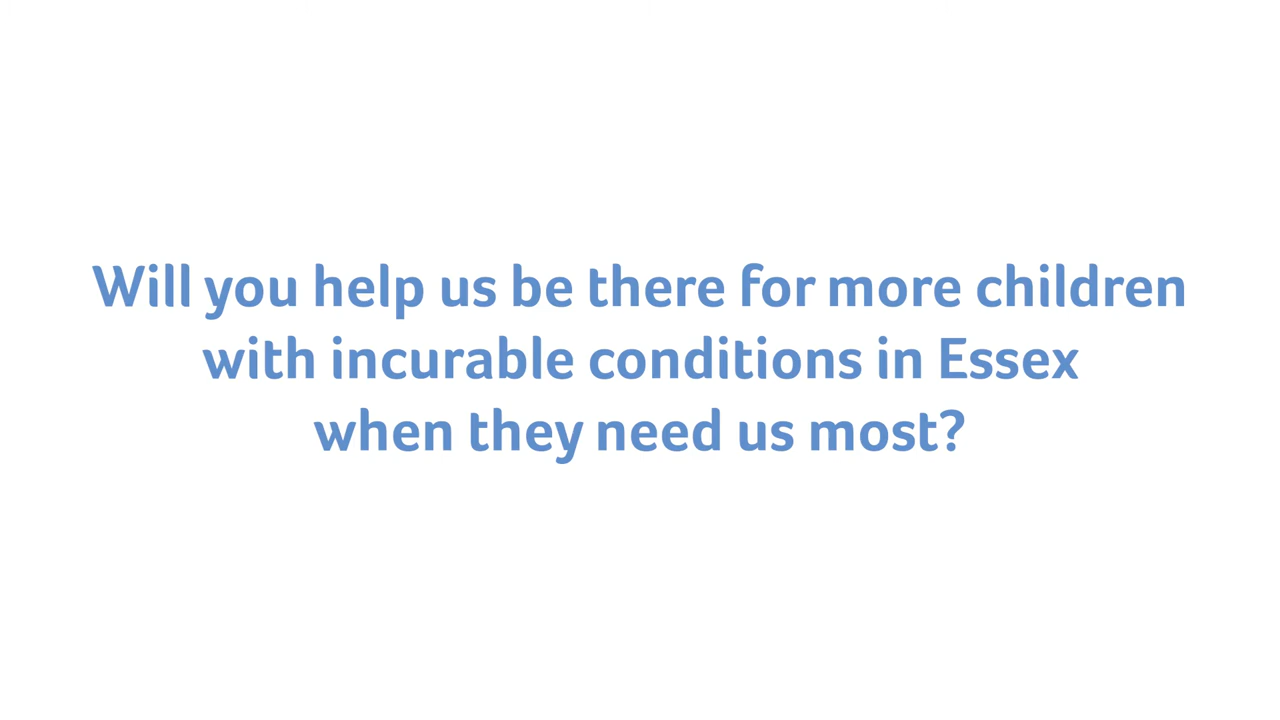 Will you help us be there for more children
with incurable conditions in Essex
when they need us most?